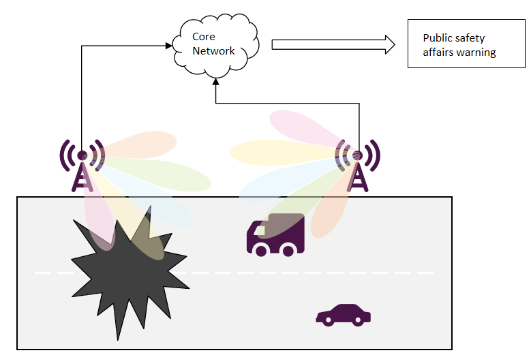 Core
Network
Public safety
affairs warning